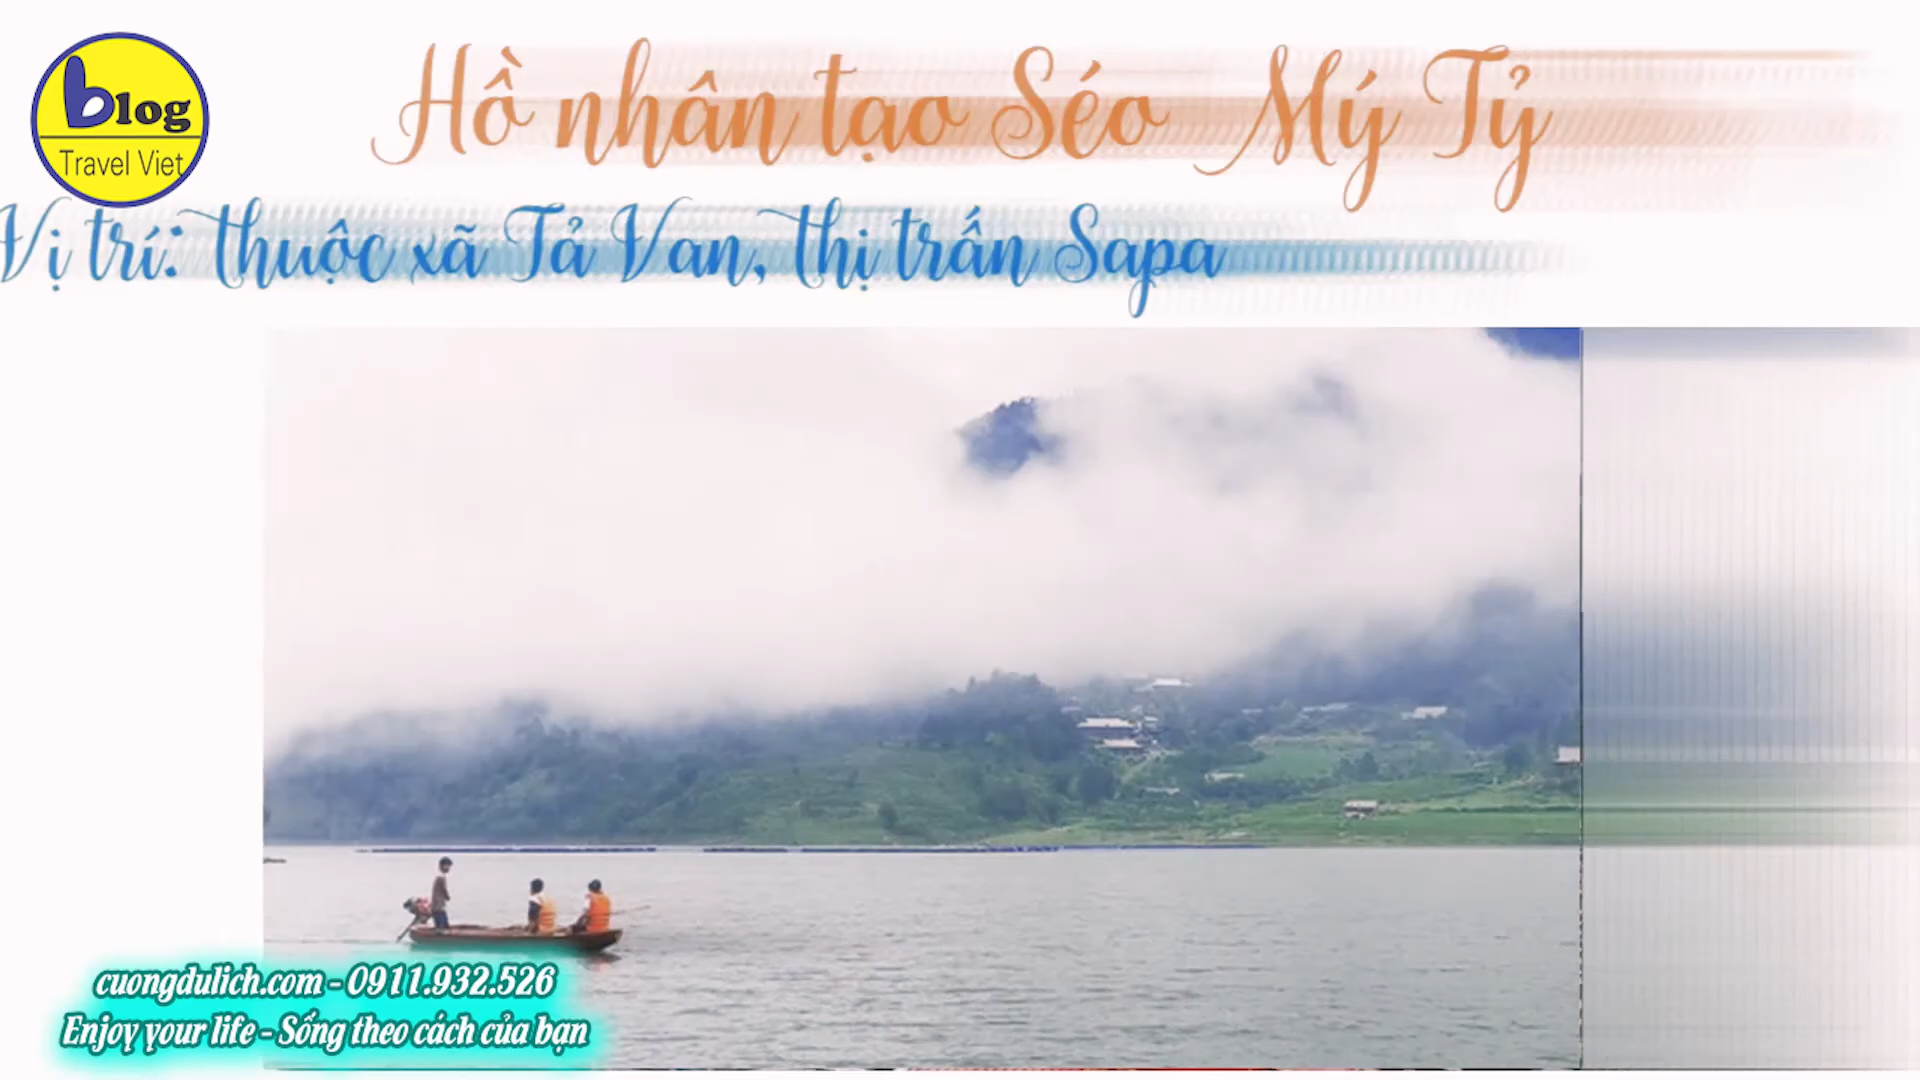 blog
Travel Viet
Hồ nhân tạo Séo Mý Tỷ
Vị trí: thuộc xã Tả Van, thị trấn Sapa
cuongdulich.com - 0911.932.526
Enjoy your life - Sống theo cách của bạn